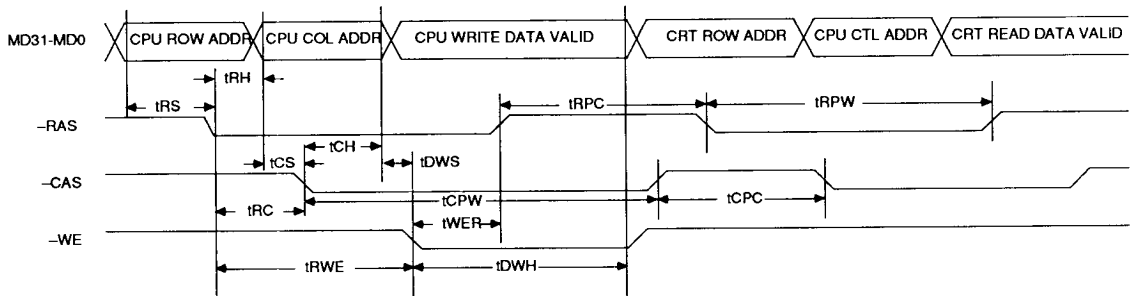 MD31-MD0 CPU ROW ADDR CPU COL ADDR CPU WRITE DATA VALID CRT ROW ADDR CPU CTL ADDR CRT READ DATA VALID
tRH
tRS tRPC tRPW
–RAS
tCH
tCS tDWS
–CAS
tCPW tCPC
tRC
tWER
–WE
tRWE tDWH